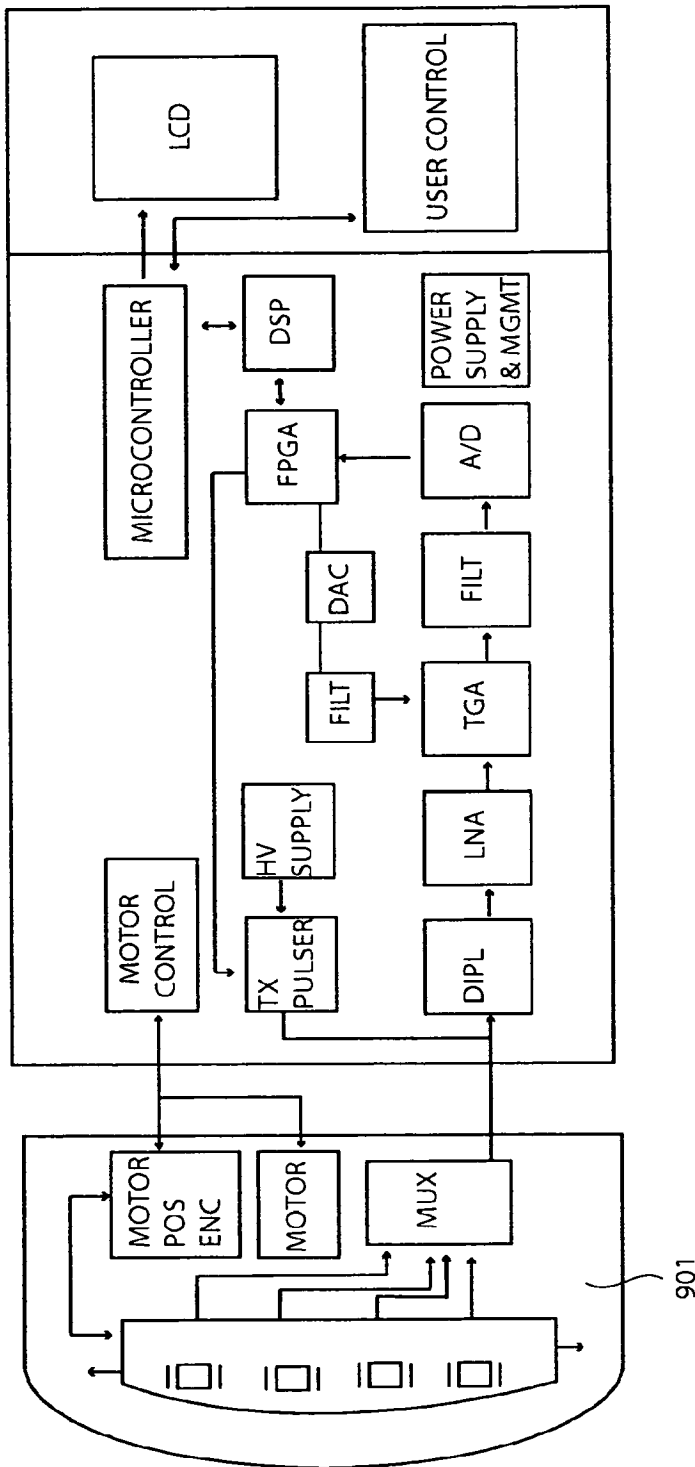 MOTOR
POS
ENC
MOTOR
MUX
901
MOTOR
CONTROL
TX
PULSER
HV
SUPPLY
DIPL
LNA
TGA
FILT
A/D
FILT
DAC
FPGA
DSP
MICROCONTROLLER
POWER
SUPPLY
& MGMT
LCD
USER CONTROL